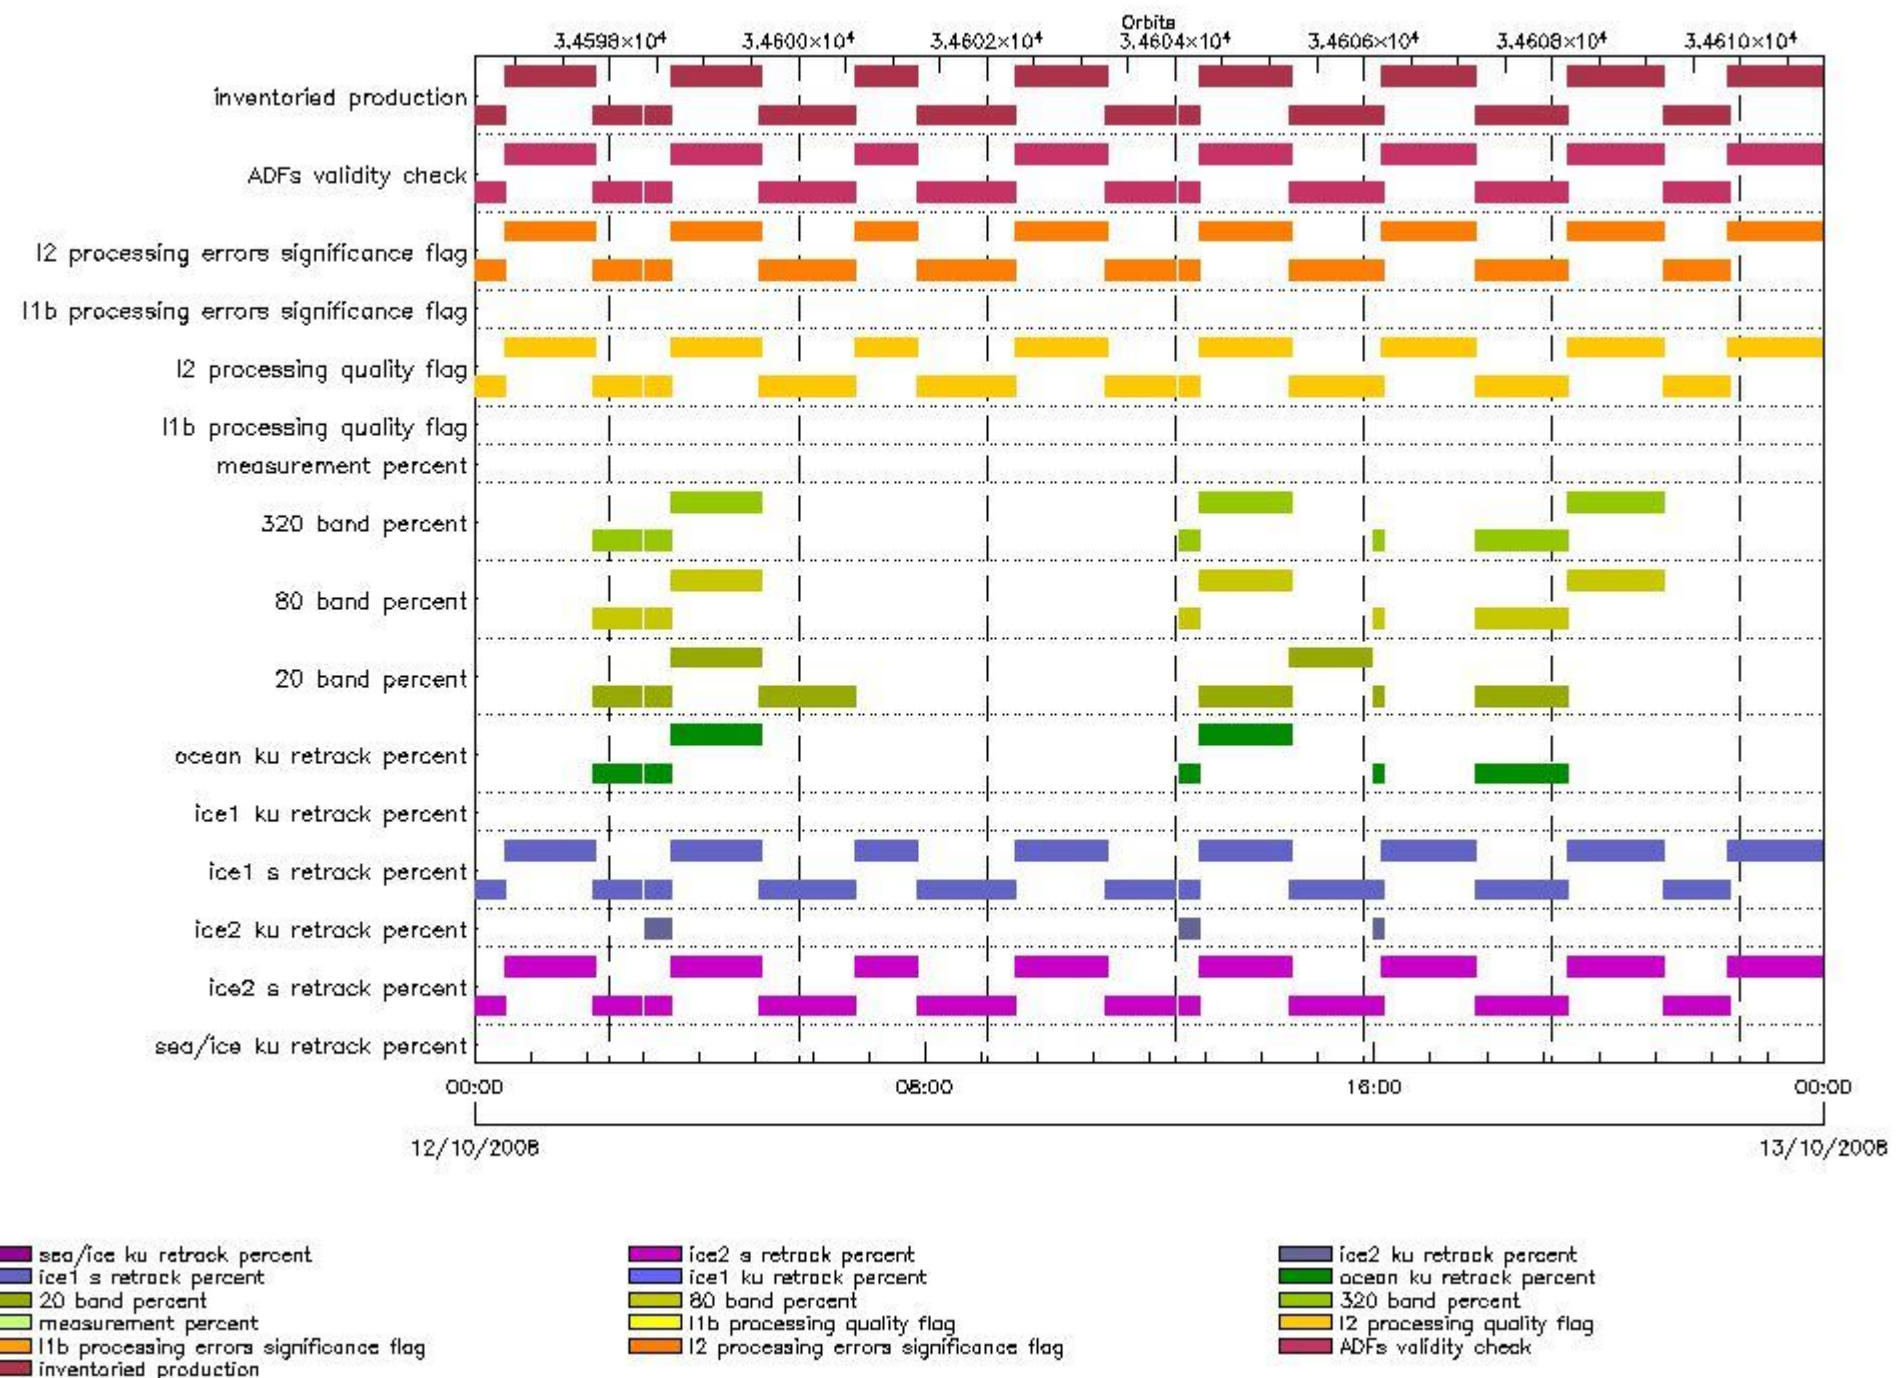 Orbits
3.4598×10⁴ 3.4600×10⁴ 3.4602×10⁴ 3.4604×10⁴ 3.4606×10⁴ 3.4608×10⁴ 3.4610×10⁴
inventoried production
ADFs validity check
l2 processing errors significance flag
l1b processing errors significance flag
l2 processing quality flag
l1b processing quality flag
measurement percent
320 band percent
80 band percent
20 band percent
ocean ku retrack percent
ice1 ku retrack percent
ice1 s retrack percent
ice2 ku retrack percent
ice2 s retrack percent
sea/ice ku retrack percent
00:00 08:00 16:00 00:00
12/10/2008 13/10/2008
sea/ice ku retrack percent ice2 s retrack percent ice2 ku retrack percent
ice1 s retrack percent ice1 ku retrack percent ocean ku retrack percent
20 band percent 80 band percent 320 band percent
measurement percent l1b processing quality flag l2 processing quality flag
l1b processing errors significance flag l2 processing errors significance flag ADFs validity check
inventoried production